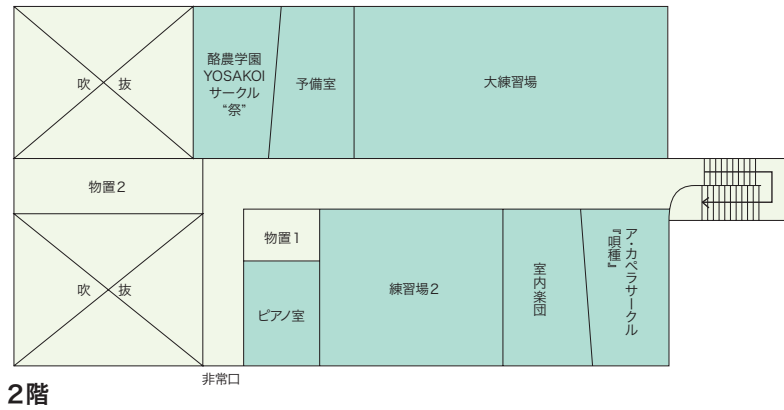 酪農学園
YOSAKOI
サークル
“祭”
予備室
大練習場
吹
抜
物置2
物置1
ア・カペラサークル
『唄種』
室内楽団
練習場2
ピアノ室
吹
抜
非常口
2階